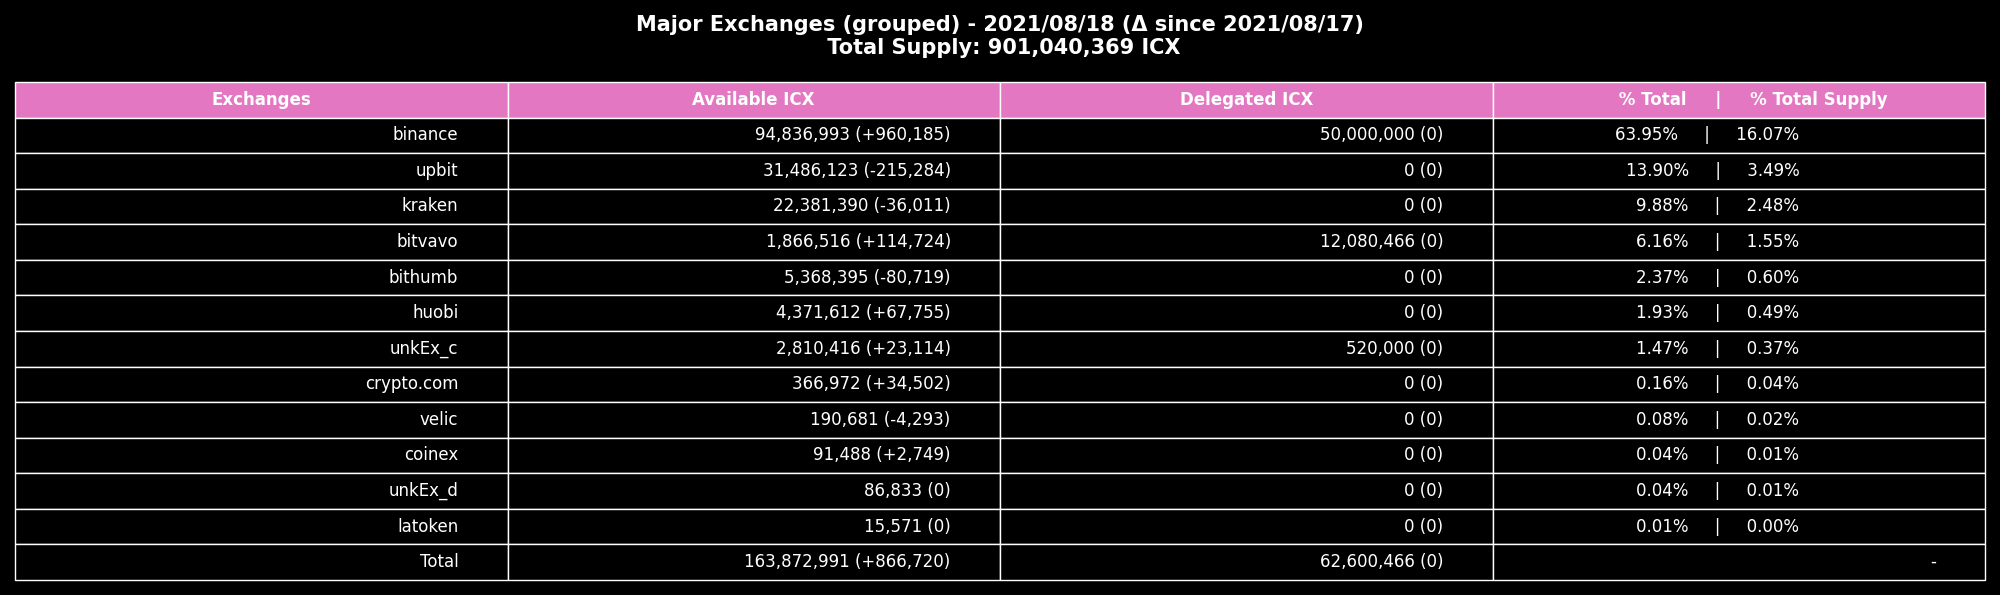 Major Exchanges (grouped) - 2021/08/18 (Δ since 2021/08/17)
Total Supply: 901,040,369 ICX
Exchanges Available ICX Delegated ICX % Total | % Total Supply
binance 94,836,993 (+960,185) 50,000,000 (0) 63.95% | 16.07%
upbit 31,486,123 (-215,284) 0 (0) 13.90% | 3.49%
kraken 22,381,390 (-36,011) 0 (0) 9.88% | 2.48%
bitvavo 1,866,516 (+114,724) 12,080,466 (0) 6.16% | 1.55%
bithumb 5,368,395 (-80,719) 0 (0) 2.37% | 0.60%
huobi 4,371,612 (+67,755) 0 (0) 1.93% | 0.49%
unkEx_c 2,810,416 (+23,114) 520,000 (0) 1.47% | 0.37%
crypto.com 366,972 (+34,502) 0 (0) 0.16% | 0.04%
velic 190,681 (-4,293) 0 (0) 0.08% | 0.02%
coinex 91,488 (+2,749) 0 (0) 0.04% | 0.01%
unkEx_d 86,833 (0) 0 (0) 0.04% | 0.01%
latoken 15,571 (0) 0 (0) 0.01% | 0.00%
Total 163,872,991 (+866,720) 62,600,466 (0) -